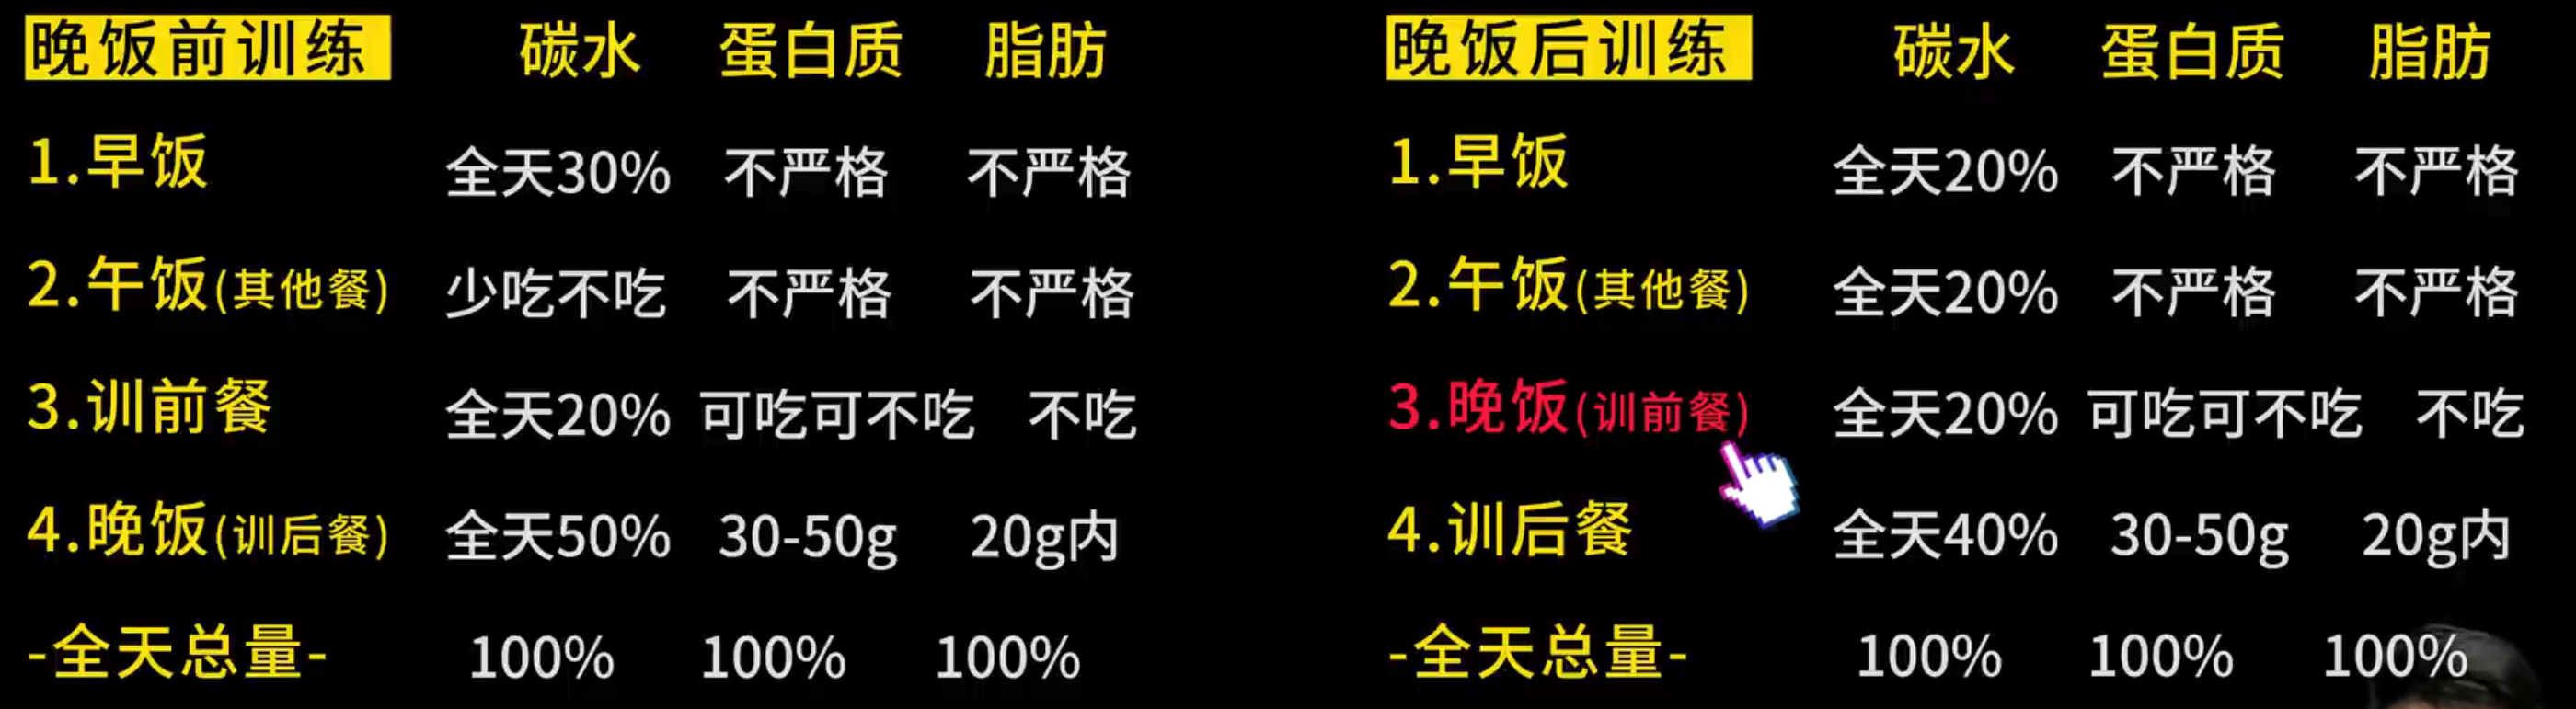 晚饭前训练 碳水 蛋白质 脂肪
1.早饭 全天30% 不严格 不严格
2.午饭(其他餐) 少吃不吃 不严格 不严格
3.训前餐 全天20% 可吃可不吃 不吃
4.晚饭(训后餐) 全天50% 30-50g 20g内
-全天总量- 100% 100% 100%
晚饭后训练 碳水 蛋白质 脂肪
1.早饭 全天20% 不严格 不严格
2.午饭(其他餐) 全天20% 不严格 不严格
3.晚饭(训前餐) 全天20% 可吃可不吃 不吃
4.训后餐 全天40% 30-50g 20g内
-全天总量- 100% 100% 100%